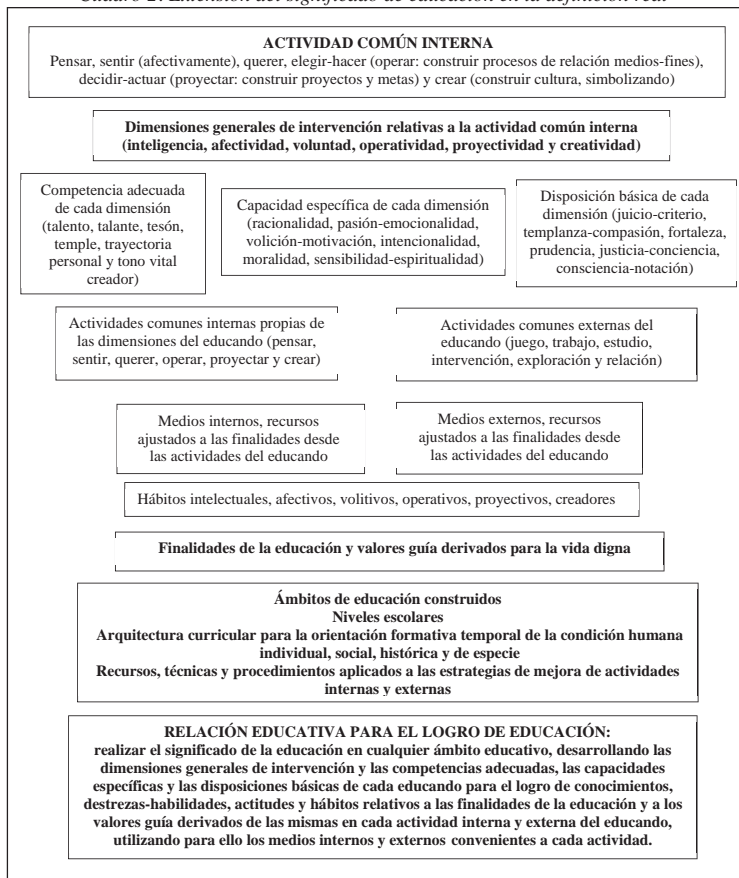 Cuadro 2. Extensión del significado de educación en la definición real
ACTIVIDAD COMÚN INTERNA
Pensar, sentir (afectivamente), querer, elegir-hacer (operar: construir procesos de relación medios-fines),
decidir-actuar (proyectar: construir proyectos y metas) y crear (construir cultura, simbolizando)
Dimensiones generales de intervención relativas a la actividad común interna
(inteligencia, afectividad, voluntad, operatividad, proyectividad y creatividad)
Competencia adecuada
de cada dimensión
(talento, talante, tesón,
temple, trayectoria
personal y tono vital
creador)
Capacidad específica de cada dimensión
(racionalidad, pasión-emocionalidad,
volición-motivación, intencionalidad,
moralidad, sensibilidad-espiritualidad)
Disposición básica de cada
dimensión (juicio-criterio,
templanza-compasión, fortaleza,
prudencia, justicia-conciencia,
consciencia-notación)
Actividades comunes internas propias de
las dimensiones del educando (pensar,
sentir, querer, operar, proyectar y crear)
Actividades comunes externas del
educando (juego, trabajo, estudio,
intervención, exploración y relación)
Medios internos, recursos
ajustados a las finalidades desde
las actividades del educando
Medios externos, recursos
ajustados a las finalidades desde
las actividades del educando
Hábitos intelectuales, afectivos, volitivos, operativos, proyectivos, creadores
Finalidades de la educación y valores guía derivados para la vida digna
Ámbitos de educación construidos
Niveles escolares
Arquitectura curricular para la orientación formativa temporal de la condición humana
individual, social, histórica y de especie
Recursos, técnicas y procedimientos aplicados a las estrategias de mejora de actividades
internas y externas
RELACIÓN EDUCATIVA PARA EL LOGRO DE EDUCACIÓN:
realizar el significado de la educación en cualquier ámbito educativo, desarrollando las
dimensiones generales de intervención y las competencias adecuadas, las capacidades
específicas y las disposiciones básicas de cada educando para el logro de conocimientos,
destrezas-habilidades, actitudes y hábitos relativos a las finalidades de la educación y a los
valores guía derivados de las mismas en cada actividad interna y externa del educando,
utilizando para ello los medios internos y externos convenientes a cada actividad.